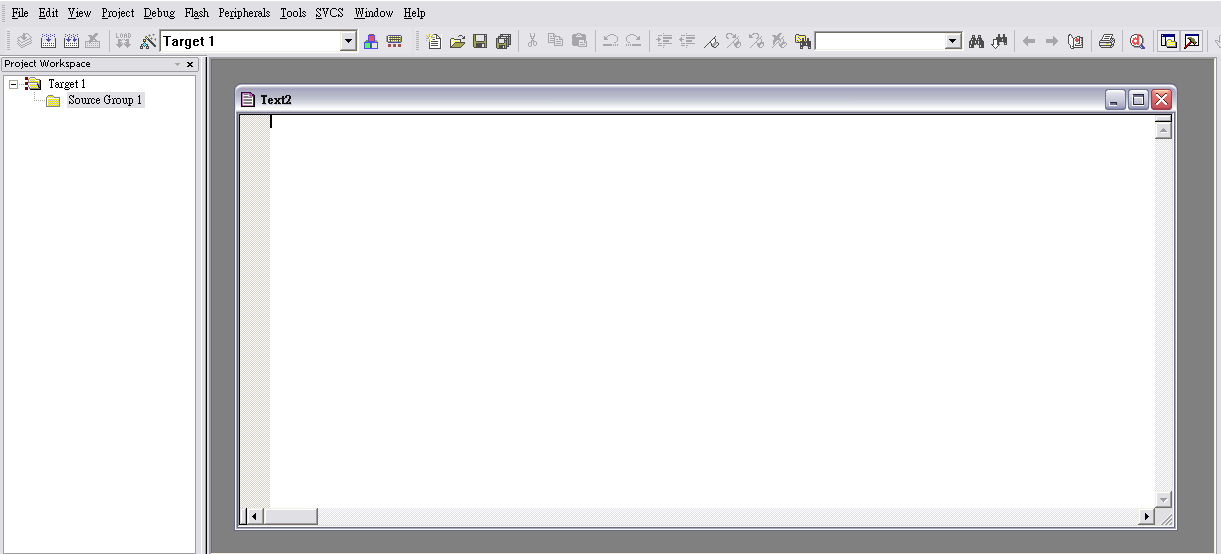 File Edit View Project Debug Flash Peripherals Tools SVCS Window Help
LOAD Target 1
Project Workspace
Target 1
Source Group 1
Text2